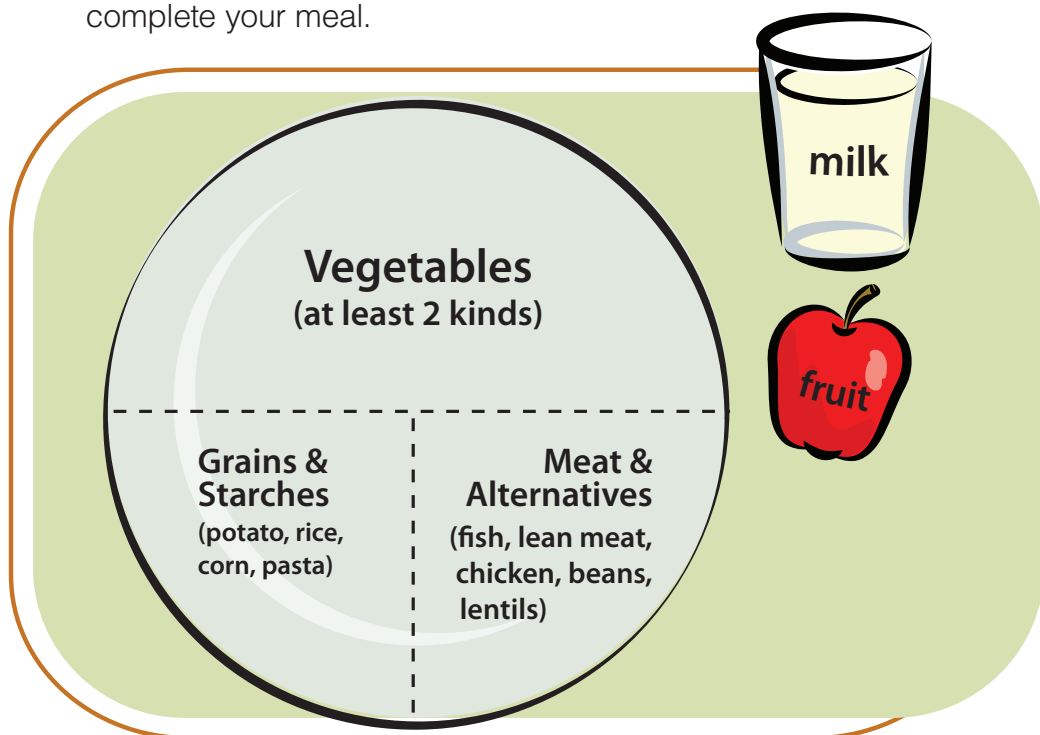 complete your meal.
milk
fruit
Vegetables
(at least 2 kinds)
Grains &
Starches
(potato, rice,
corn, pasta)
Meat &
Alternatives
(fish, lean meat,
chicken, beans,
lentils)